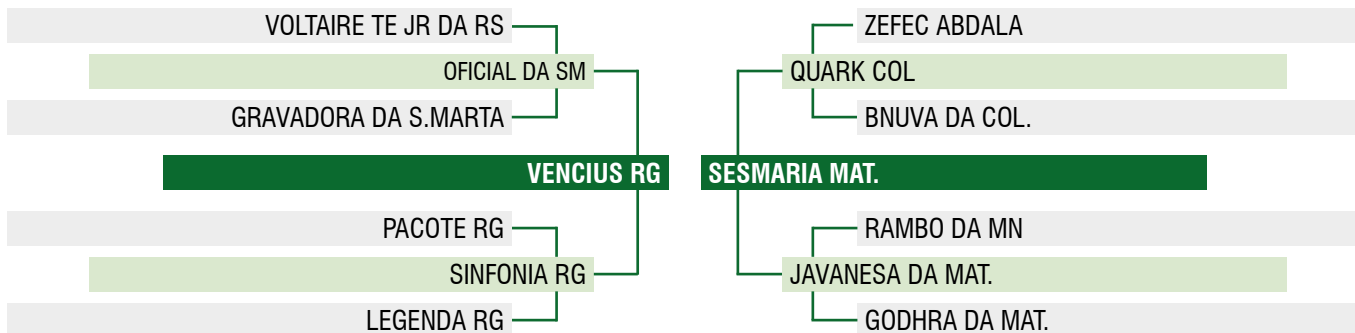 VOLTAIRE TE JR DA RS
OFICIAL DA SM
GRAVADORA DA S.MARTA
VENCIUS RG
PACOTE RG
SINFONIA RG
LEGENDA RG
ZEFEC ABDALA
QUARK COL
BNUVA DA COL.
SESMARIA MAT.
RAMBO DA MN
JAVANESA DA MAT.
GODHRA DA MAT.